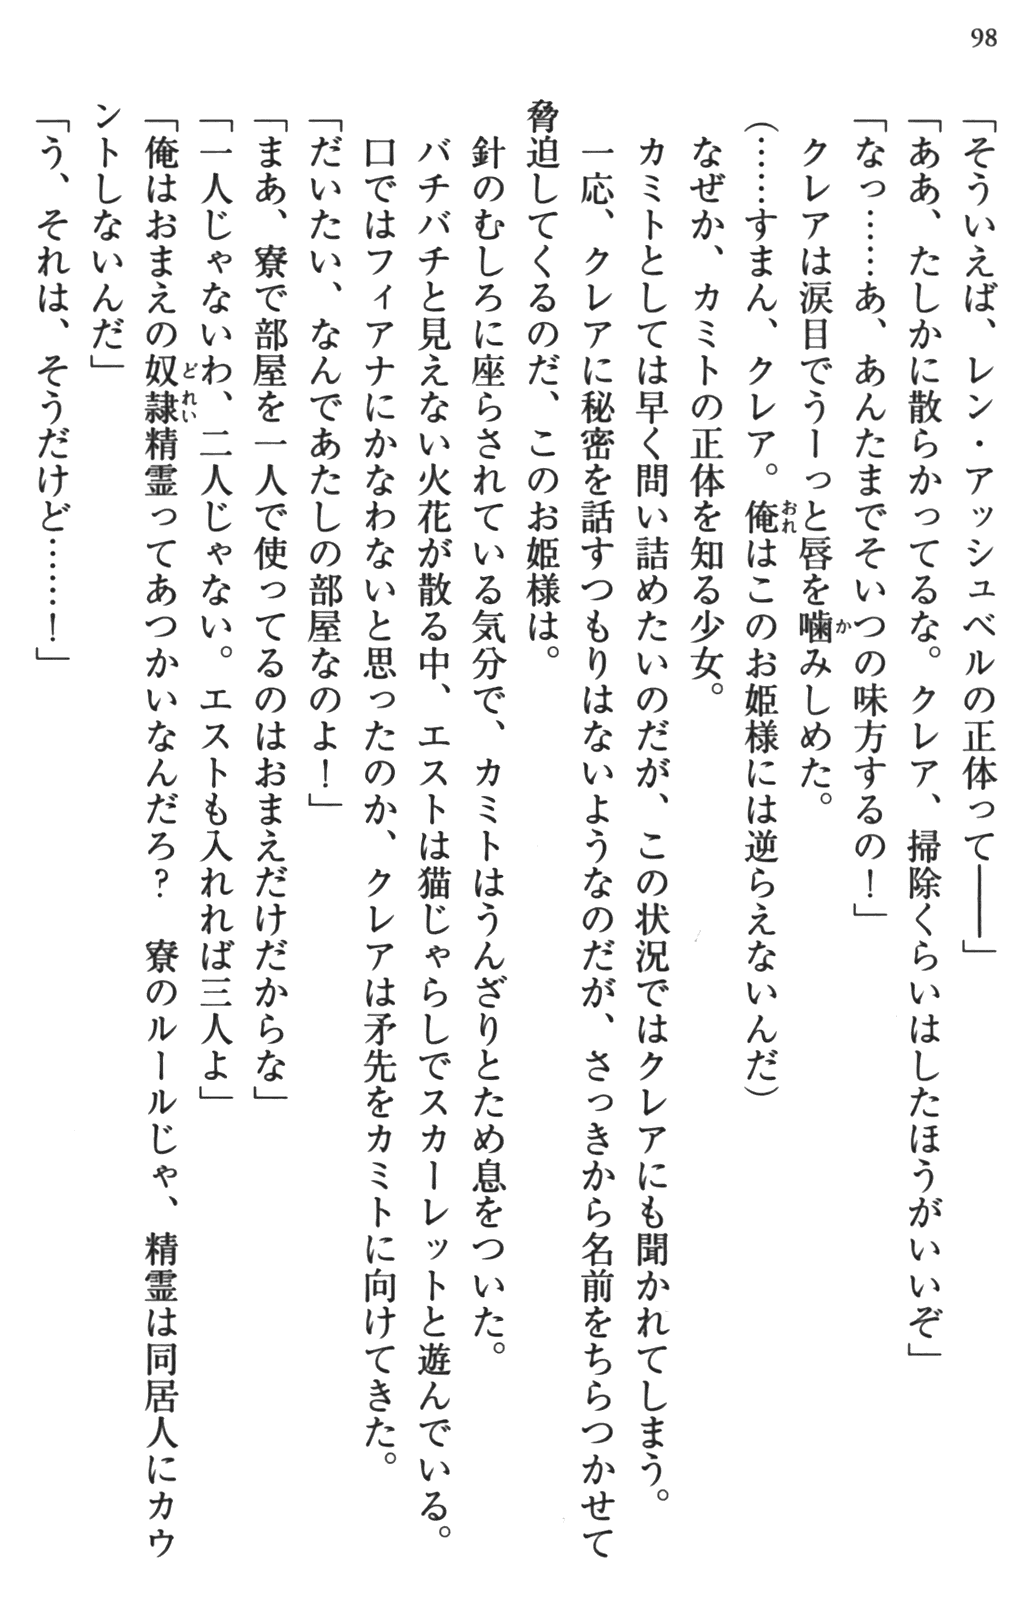 98
「そういえば、レン・アッシュベルの正体って――」
「ああ、たしかに散らかってるな。クレア、掃除くらいはしたほうがいいぞ」
「なっ……あ、あんたまでそいつの味方するの！」
クレアは涙目でうーっと唇を噛みしめた。
（……すまん、クレア。俺はこのお姫様には逆らえないんだ）
なぜか、カミトの正体を知る少女。
カミトとしては早く問い詰めたいのだが、この状況ではクレアにも聞かれてしまう。
一応、クレアに秘密を話すつもりはないようなのだが、さっきから名前をちらつかせて
脅迫してくるのだ、このお姫様は。
針のむしろに座らされている気分で、カミトはうんざりとため息をついた。
バチバチと見えない火花が散る中、エストは猫じゃらしでスカーレットと遊んでいる。
口ではフィアナにかなわないと思ったのか、クレアは矛先をカミトに向けてきた。
「だいたい、なんであたしの部屋なのよ！」
「まあ、寮で部屋を一人で使ってるのはおまえだけだからな」
「一人じゃないわ、二人じゃない。エストも入れれば三人よ」
「俺はおまえの奴隷精霊ってあつかいなんだろ？　寮のルールじゃ、精霊は同居人にカウ
ントしないんだ」
「う、それは、そうだけど……！」